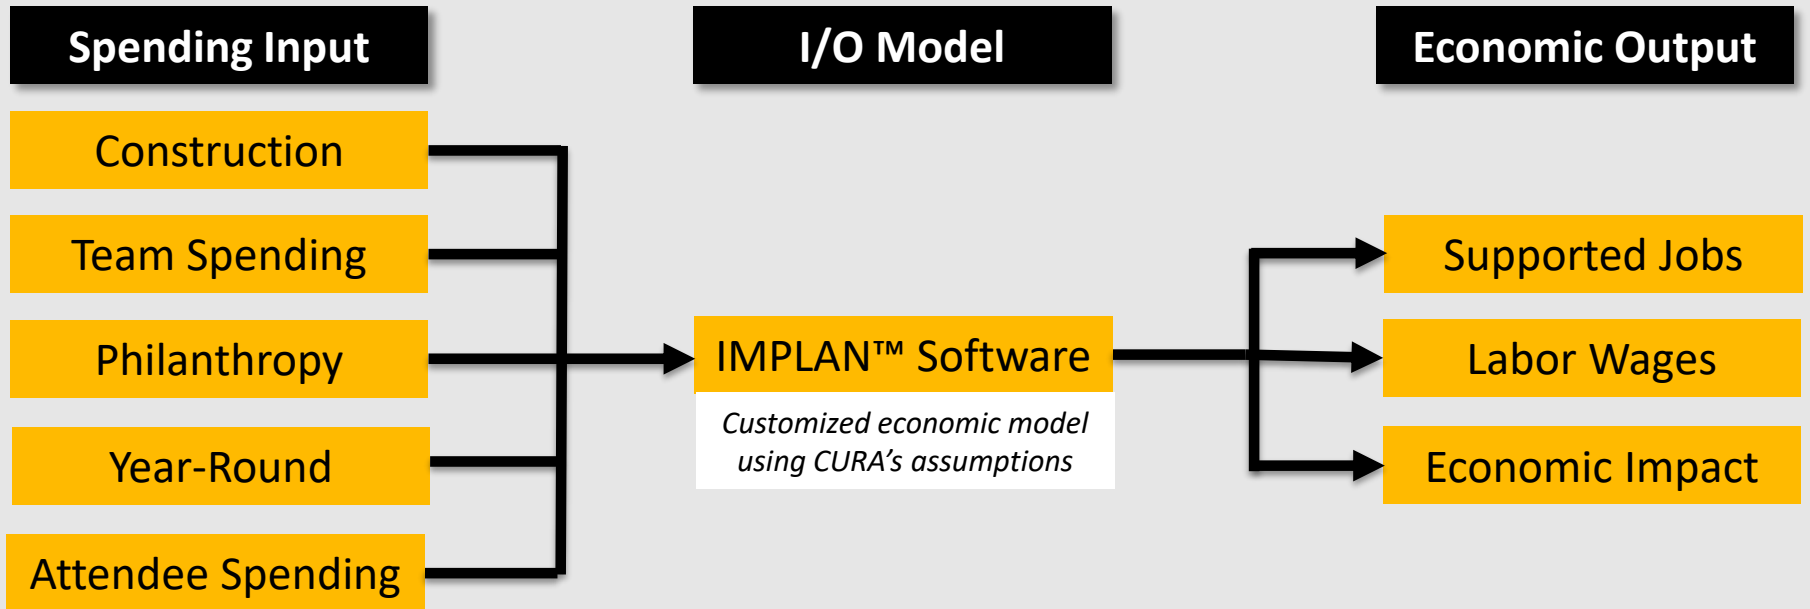 Spending Input
I/O Model
Economic Output
Construction
Team Spending
Philanthropy
Year-Round
Attendee Spending
IMPLAN™ Software
Customized economic model
using CURA’s assumptions
Supported Jobs
Labor Wages
Economic Impact